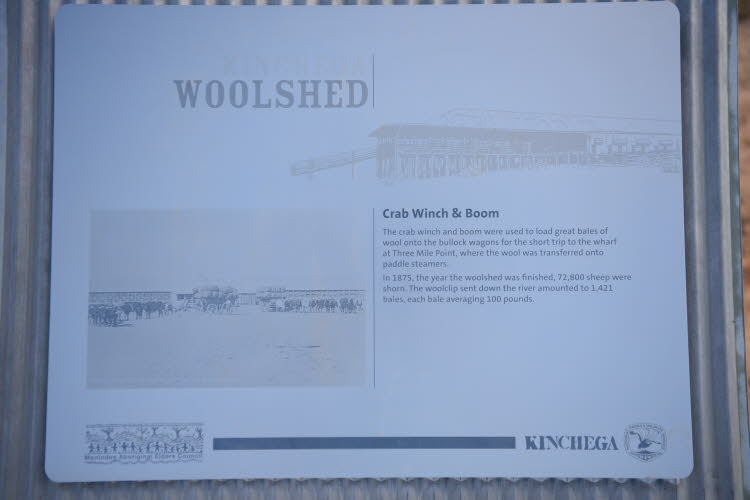 KINCHEGA
WOOLSHED
Crab Winch & Boom
The crab winch and boom were used to load great bales of
wool onto the bullock wagons for the short trip to the wharf
at Three Mile Point, where the wool was transferred onto
paddle steamers.
In 1875, the year the woolshed was finished, 72,800 sheep were
shorn. The woolclip sent down the river amounted to 1,421
bales, each bale averaging 100 pounds.
Menindee Aboriginal Elders Council
KINCHEGA